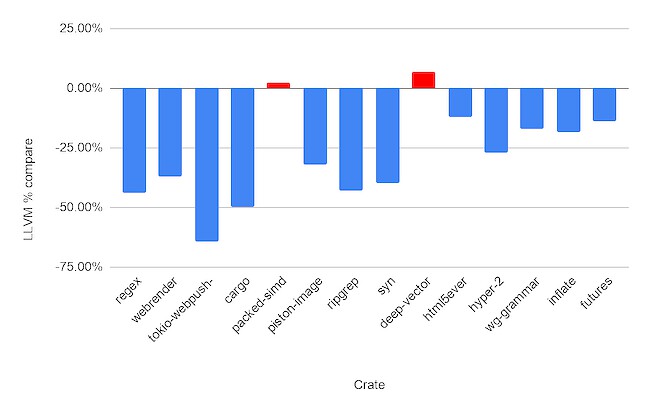 25.00%
0.00%
-25.00%
-50.00%
-75.00%
LLVM % compare
regex
webrender
tokio-webpush-
cargo
packed-simd
piston-image
ripgrep
syn
deep-vector
html5ever
hyper-2
wg-grammar
inflate
futures
Crate